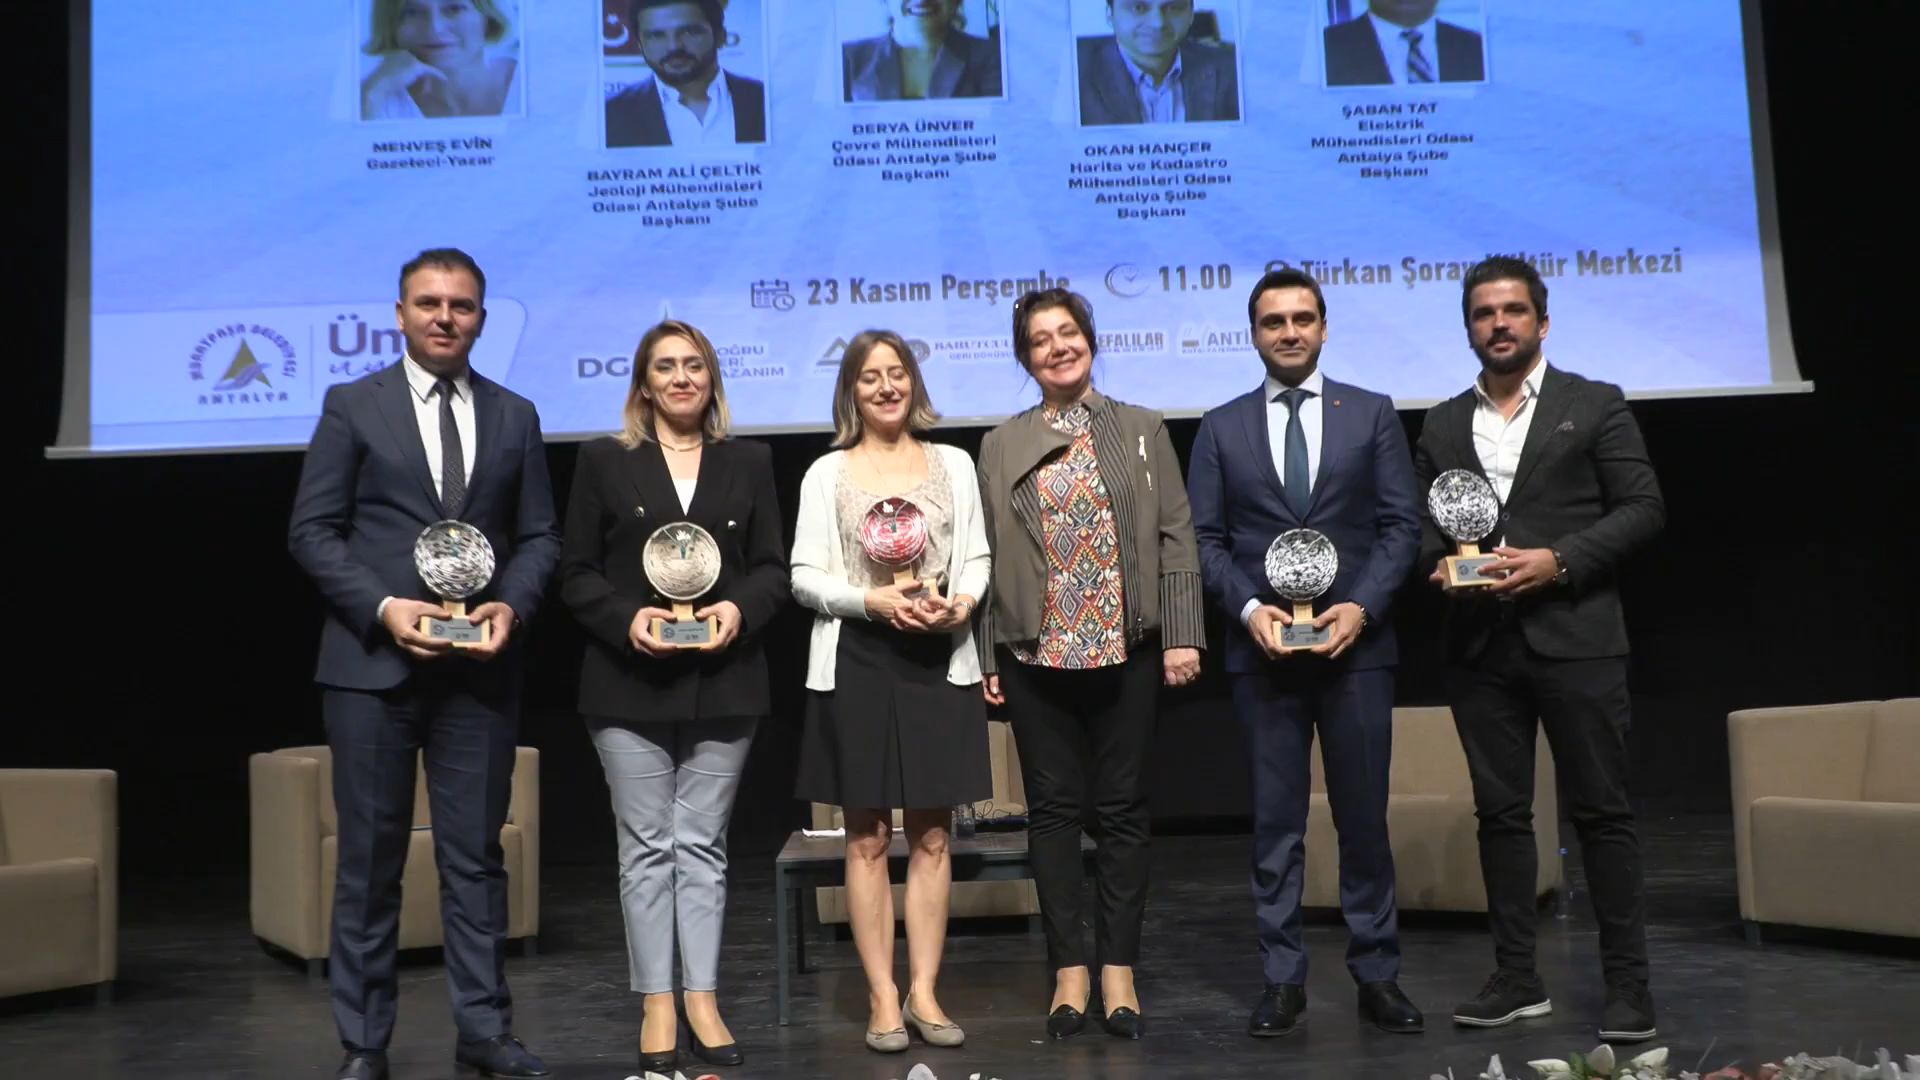 MEHVEŞ EVİN
Gazeteci-Yazar
BAYRAM ALİ ÇELTİK
Jeoloji Mühendisleri
Odası Antalya Şube
Başkanı
DERYA ÜNVER
Çevre Mühendisleri
Odası Antalya Şube
Başkanı
OKAN HANÇER
Harita ve Kadastro
Mühendisleri Odası
Antalya Şube
Başkanı
ŞABAN TAT
Elektrik
Mühendisleri Odası
Antalya Şube
Başkanı
23 Kasım Perşembe
11.00
Türkan Şoray Kültür Merkezi
MURATPAŞA BELEDİYESİ
ANTALYA
DG